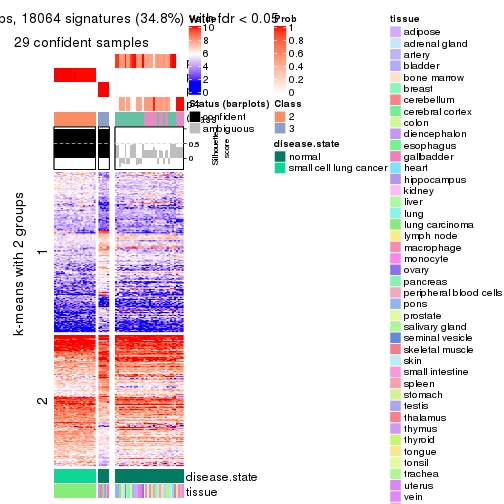 ps, 18064 signatures (34.8%) with fdr < 0.05
29 confident samples
k-means with 2 groups
1
2
Value
10
8
6
4
2
0
Prob
1
0.8
0.6
0.4
0.2
0
Status (barplots)
confident
ambiguous
Class
2
3
0.5
0
Silhouette
score
disease.state
normal
small cell lung cancer
disease.state
tissue
tissue
adipose
adrenal gland
artery
bladder
bone marrow
breast
cerebellum
cerebral cortex
colon
diencephalon
esophagus
gallbadder
heart
hippocampus
kidney
liver
lung
lung carcinoma
lymph node
macrophage
monocyte
ovary
pancreas
peripheral blood cells
pons
prostate
salivary gland
seminal vesicle
skeletal muscle
skin
small intestine
spleen
stomach
testis
thalamus
thymus
thyroid
tongue
tonsil
trachea
uterus
vein